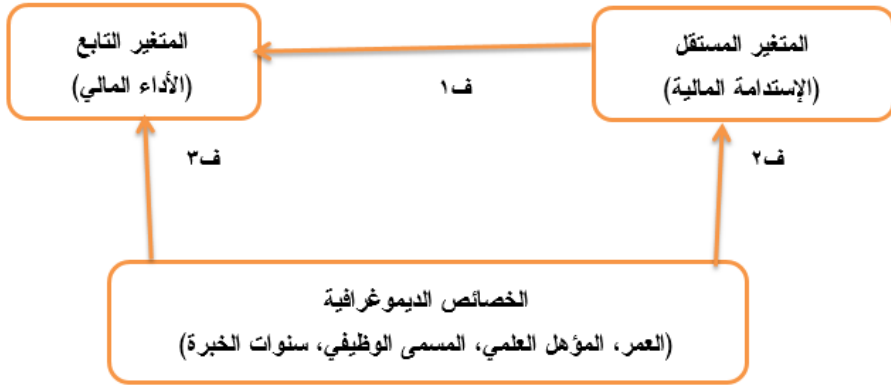 المتغير المستقل
(الإستدامة المالية)
المتغير التابع
(الأداء المالي)
ف١
ف٢
ف٣
الخصائص الديموغرافية
(العمر، المؤهل العلمي، المسمى الوظيفي، سنوات الخبرة)